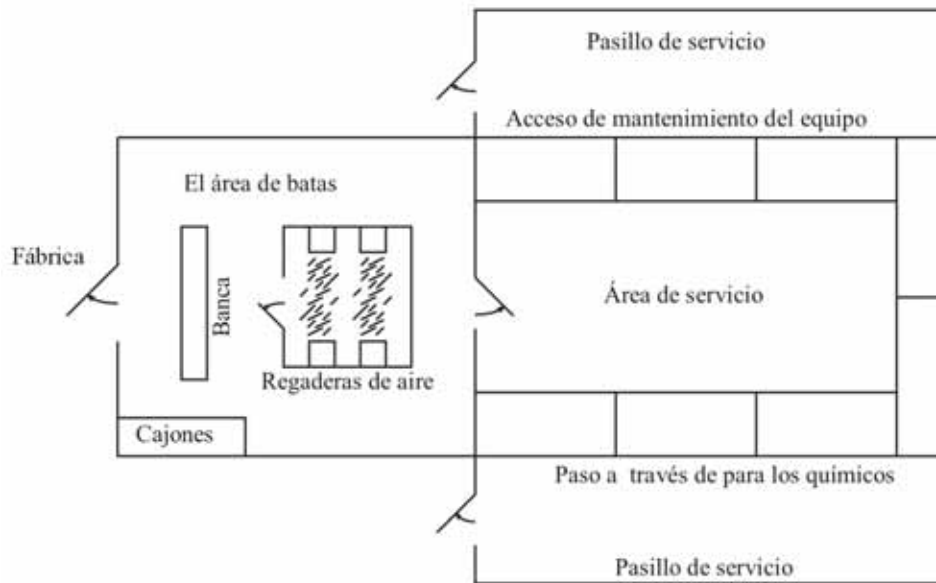 Pasillo de servicio
Acceso de mantenimiento del equipo
El área de batas
Fábrica
Banca
Área de servicio
Regaderas de aire
Cajones
Paso a través de para los químicos
Pasillo de servicio